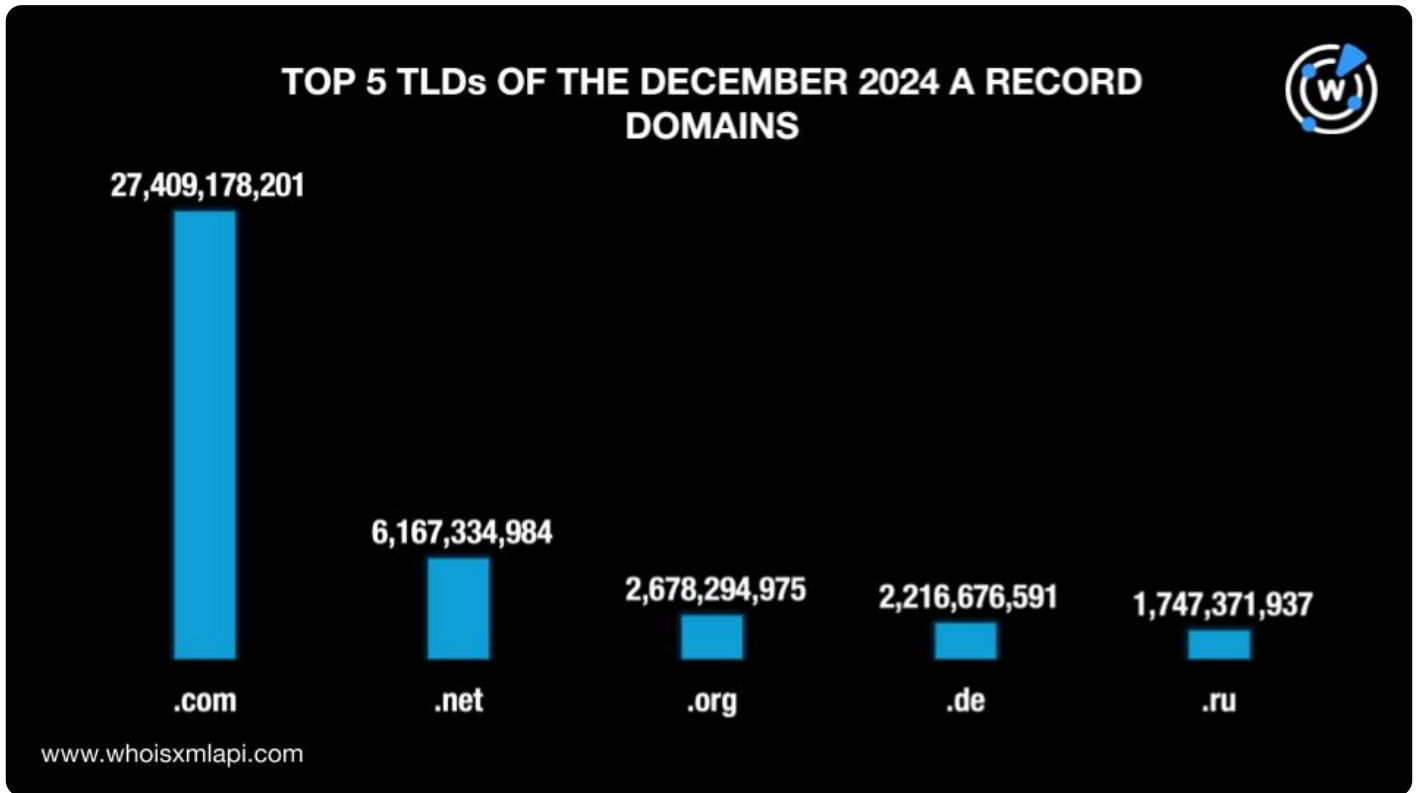 TOP 5 TLDs OF THE DECEMBER 2024 A RECORD
DOMAINS
W
27,409,178,201
6,167,334,984
2,678,294,975
2,216,676,591
1,747,371,937
.com
.net
.org
.de
.ru
www.whoisxmlapi.com